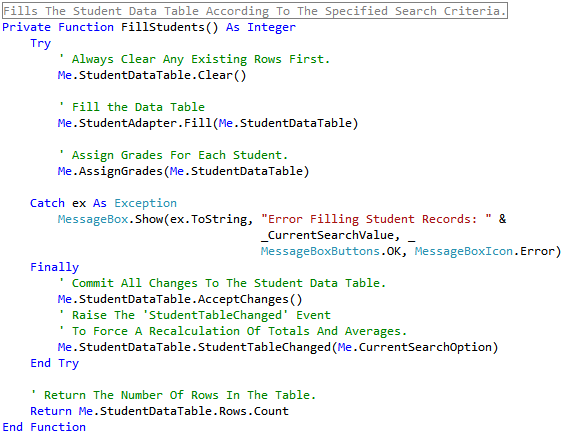 Fills The Student Data Table According To The Specified Search Criteria.
Private Function FillStudents() As Integer
    Try
        ' Always Clear Any Existing Rows First.
        Me.StudentDataTable.Clear()

        ' Fill the Data Table
        Me.StudentAdapter.Fill(Me.StudentDataTable)

        ' Assign Grades For Each Student.
        Me.AssignGrades(Me.StudentDataTable)

    Catch ex As Exception
        MessageBox.Show(ex.ToString, "Error Filling Student Records: " &
                                     _CurrentSearchValue, _
                                     MessageBoxButtons.OK, MessageBoxIcon.Error)
    Finally
        ' Commit All Changes To The Student Data Table.
        Me.StudentDataTable.AcceptChanges()
        ' Raise The 'StudentTableChanged' Event
        ' To Force A Recalculation Of Totals And Averages.
        Me.StudentDataTable.StudentTableChanged(Me.CurrentSearchOption)
    End Try

    ' Return The Number Of Rows In The Table.
    Return Me.StudentDataTable.Rows.Count
End Function